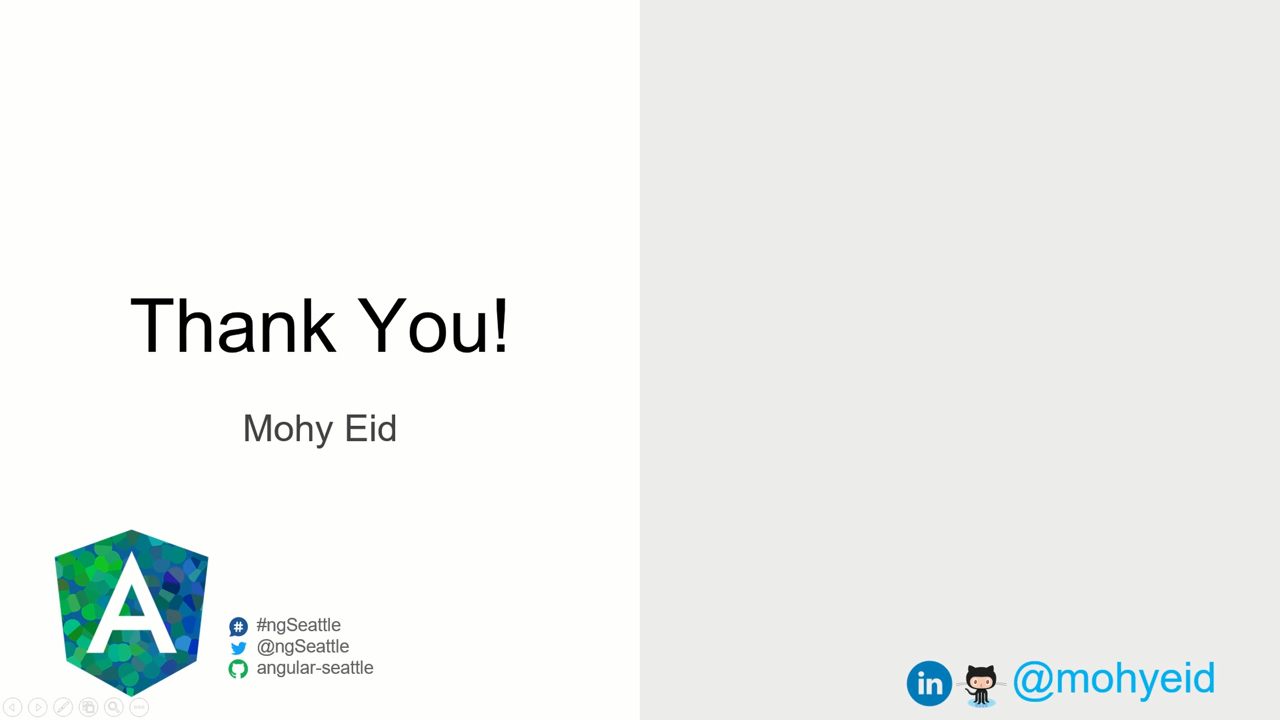 Thank You!
Mohy Eid
A
#ngSeattle
@ngSeattle
angular-seattle
in @mohyeid